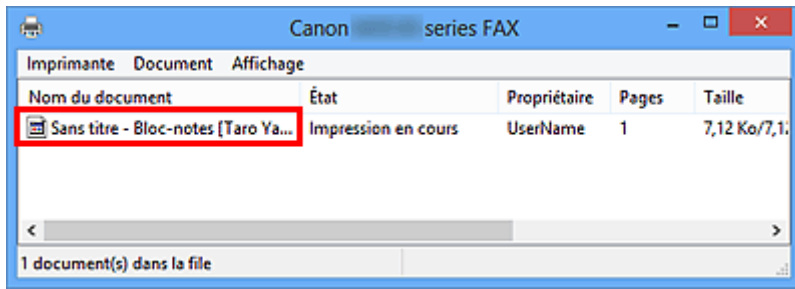 Canon series FAX
Imprimante Document Affichage
Nom du document État Propriétaire Pages Taille
Sans titre - Bloc-notes [Taro Ya... Impression en cours UserName 1 7,12 Ko/7,1
1 document(s) dans la file